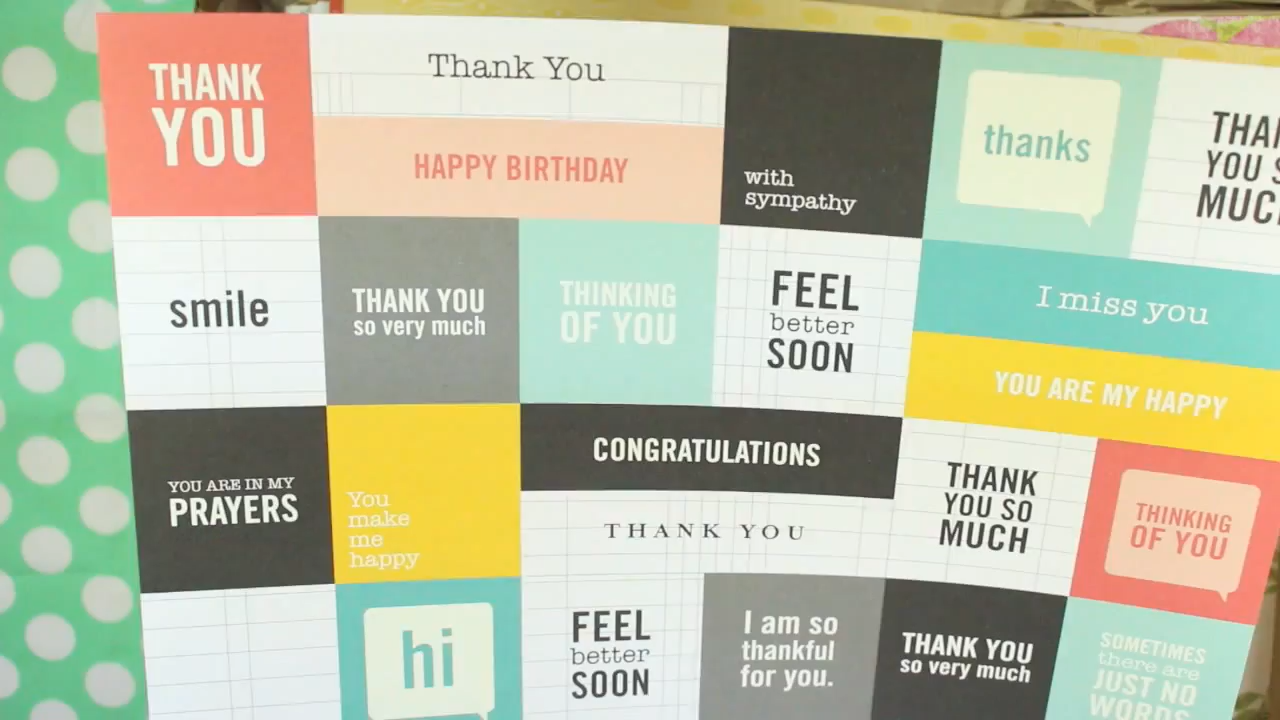 THANK
YOU
Thank You
HAPPY BIRTHDAY
with
sympathy
thanks
YOU
smile
THANK YOU
so very much
THINKING
OF YOU
FEEL
better
SOON
I miss you
YOU ARE MY HAPPY
YOU ARE IN MY
PRAYERS
You
make
me
happy
CONGRATULATIONS
THANK YOU
THANK
YOU SO
MUCH
THINKING
OF YOU
hi
FEEL
better
SOON
I am so
thankful
for you.
THANK YOU
so very much
SOMETIMES
there are
JUST NO
WORDS